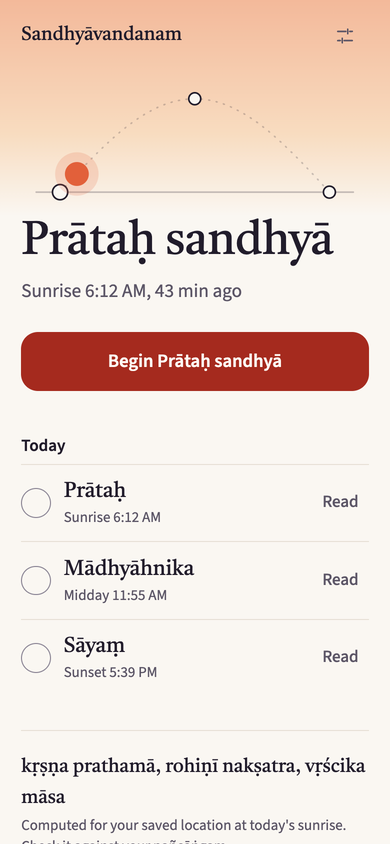 Sandhyāvandanam
Prātaḥ sandhyā
Sunrise 6:12 AM, 43 min ago
Begin Prātaḥ sandhyā
Today
Prātaḥ
Sunrise 6:12 AM
Read
Mādhyāhnika
Midday 11:55 AM
Read
Sāyaṃ
Sunset 5:39 PM
Read
kṛṣṇa prathamā, rohiṇī nakṣatra, vṛścika
māsa
Computed for your saved location at today's sunrise.